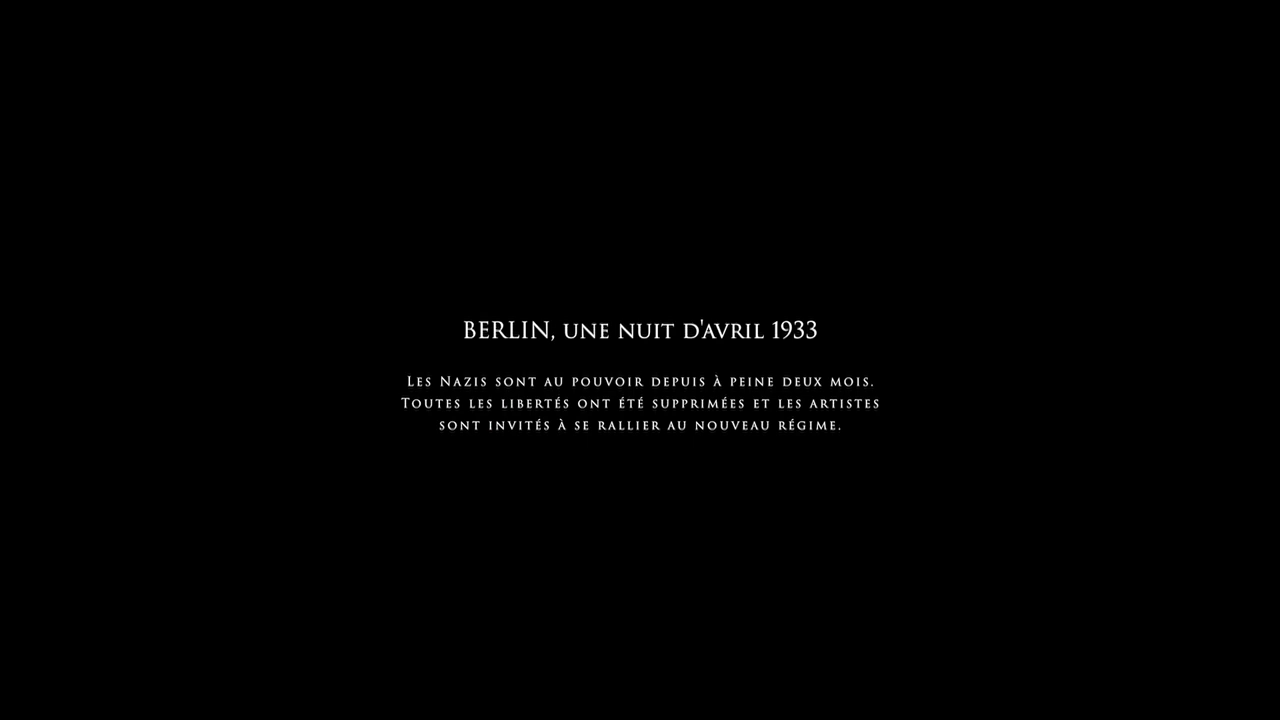 BERLIN, UNE NUIT D'AVRIL 1933
LES NAZIS SONT AU POUVOIR DEPUIS À PEINE DEUX MOIS.
TOUTES LES LIBERTÉS ONT ÉTÉ SUPPRIMÉES ET LES ARTISTES
SONT INVITÉS À SE RALLIER AU NOUVEAU RÉGIME.